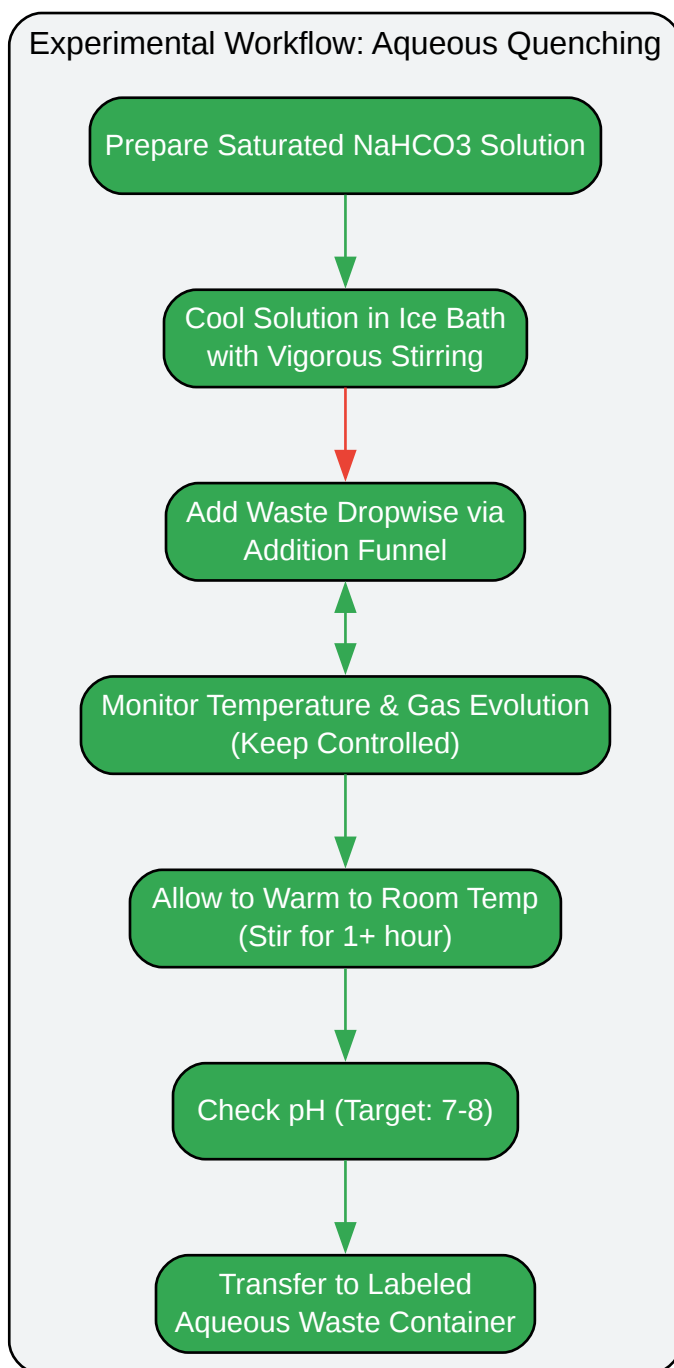 Experimental Workflow: Aqueous Quenching
Prepare Saturated NaHCO3 Solution
Cool Solution in Ice Bath
with Vigorous Stirring
Add Waste Dropwise via
Addition Funnel
Monitor Temperature & Gas Evolution
(Keep Controlled)
Allow to Warm to Room Temp
(Stir for 1+ hour)
Check pH (Target: 7-8)
Transfer to Labeled
Aqueous Waste Container